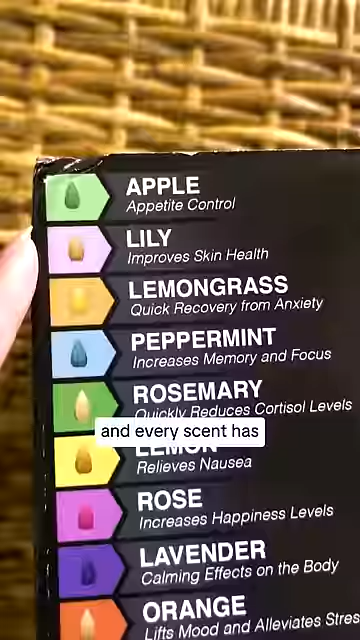 APPLE
Appetite Control
LILY
Improves Skin Health
LEMONGRASS
Quick Recovery from Anxiety
PEPPERMINT
Increases Memory and Focus
ROSEMARY
Quickly Reduces Cortisol Levels
and every scent has
LEMON
Relieves Nausea
ROSE
Increases Happiness Levels
LAVENDER
Calming Effects on the Body
ORANGE
Lifts Mood and Alleviates Stres